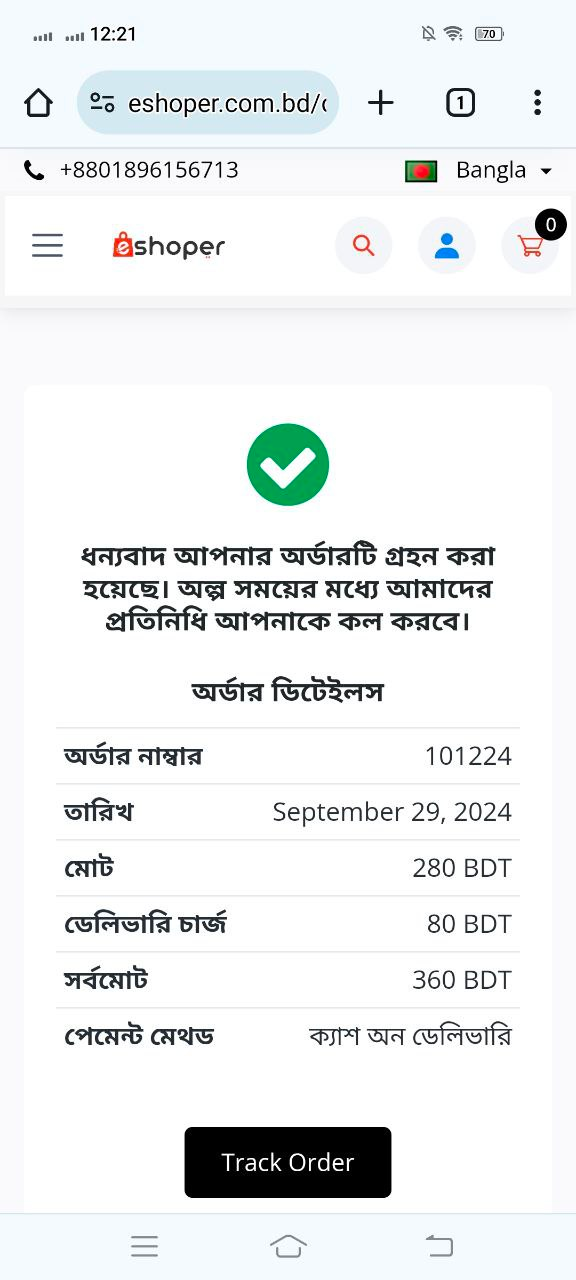 12:21
70
eshoper.com.bd/
1
+8801896156713
Bangla
eshoper
0
ধন্যবাদ আপনার অর্ডারটি গ্রহন করা
হয়েছে। অল্প সময়ের মধ্যে আমাদের
প্রতিনিধি আপনাকে কল করবে।
অর্ডার ডিটেইলস
অর্ডার নাম্বার 101224
তারিখ September 29, 2024
মোট 280 BDT
ডেলিভারি চার্জ 80 BDT
সর্বমোট 360 BDT
পেমেন্ট মেথড ক্যাশ অন ডেলিভারি
Track Order